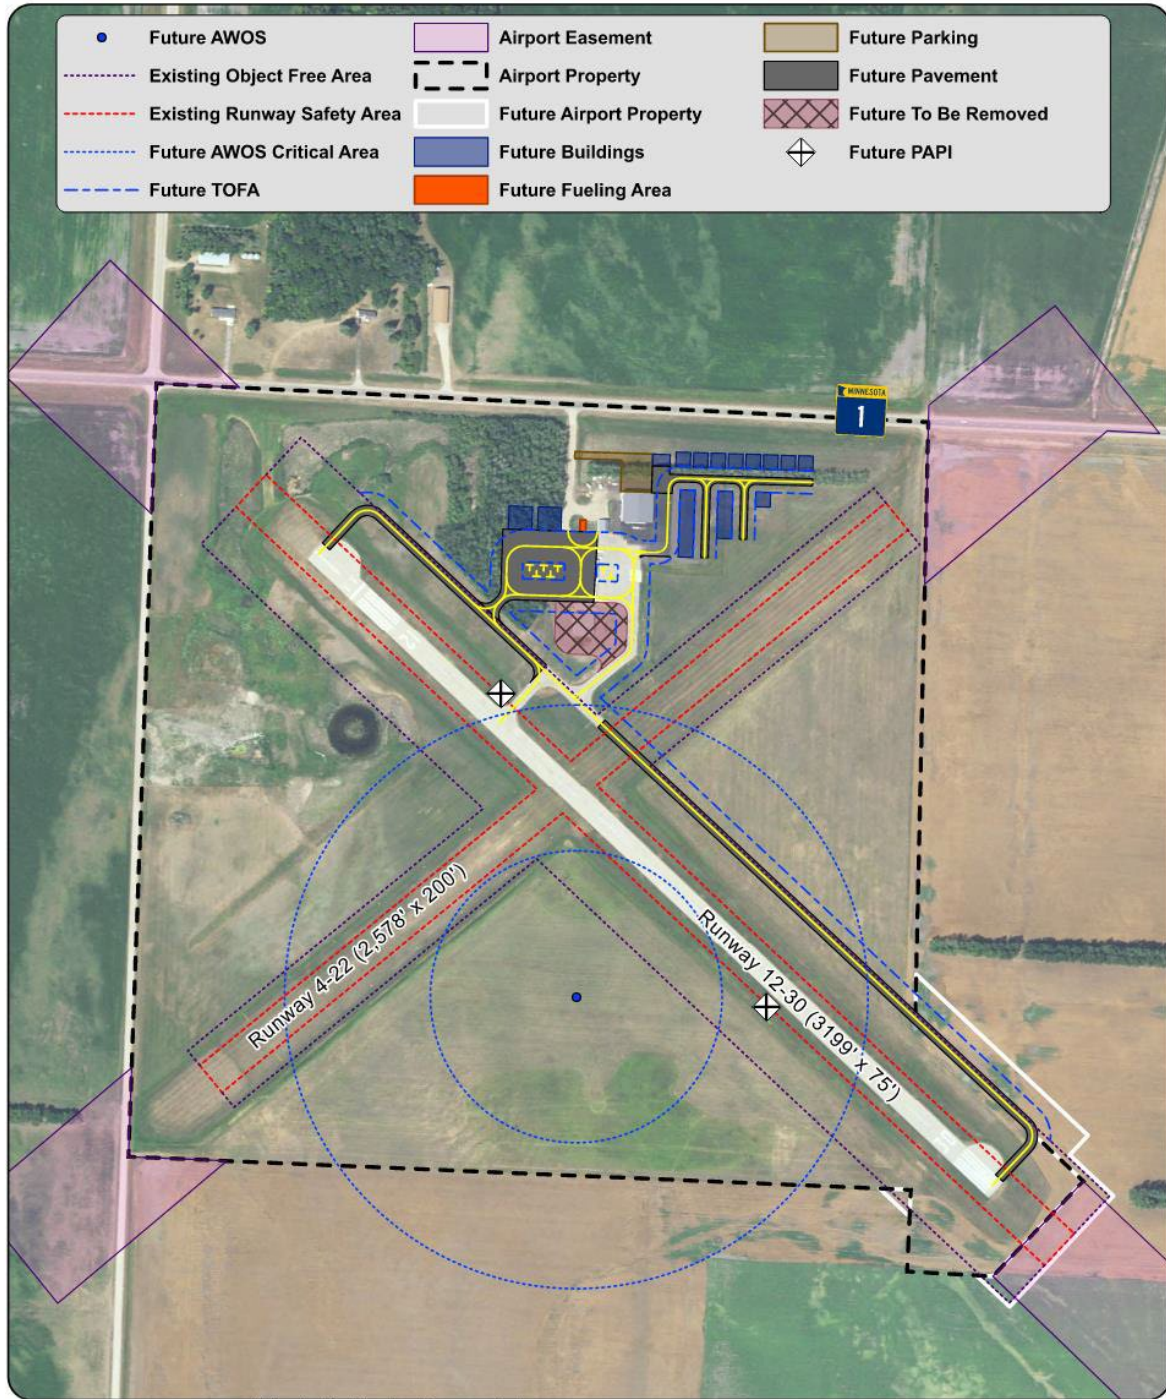 Future AWOS
Existing Object Free Area
Existing Runway Safety Area
Future AWOS Critical Area
Future TOFA
Airport Easement
Airport Property
Future Airport Property
Future Buildings
Future Fueling Area
Future Parking
Future Pavement
Future To Be Removed
Future PAPI
MINNESOTA
1
Runway 4-22 (2,578' x 200')
Runway 12-30 (3199' x 75')